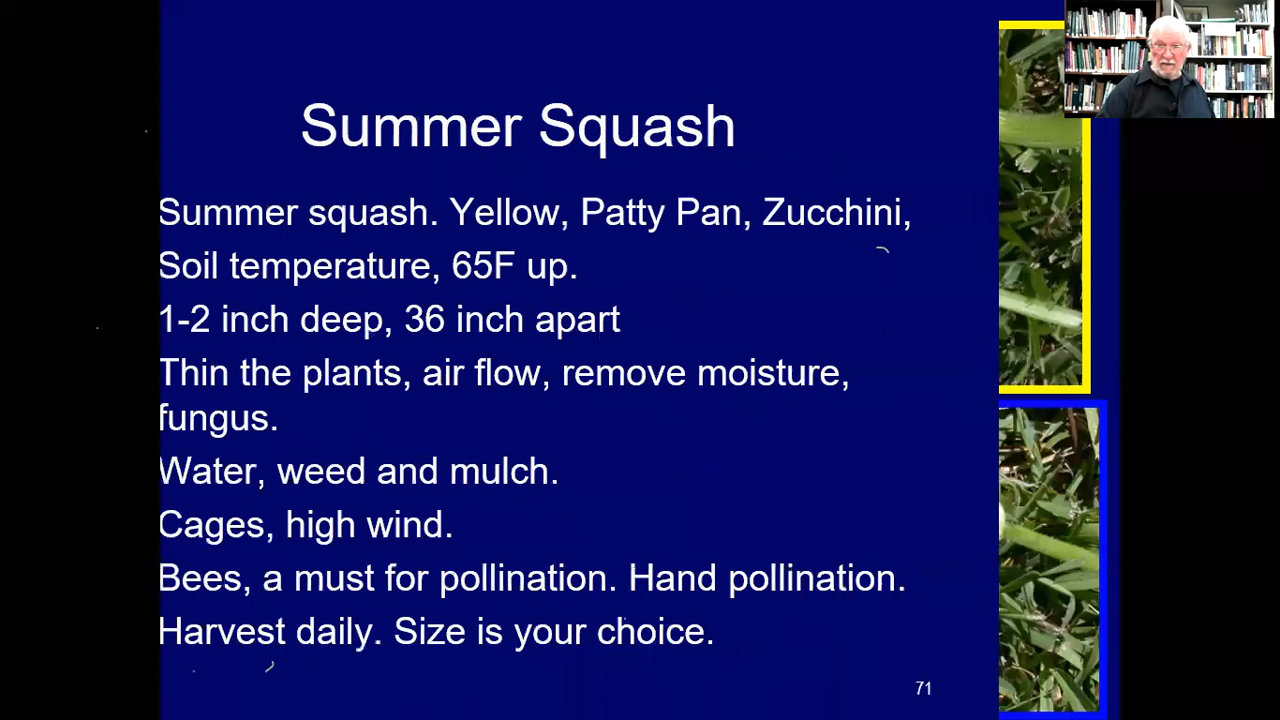 Summer Squash
Summer squash. Yellow, Patty Pan, Zucchini,
Soil temperature, 65F up.
1-2 inch deep, 36 inch apart
Thin the plants, air flow, remove moisture,
fungus.
Water, weed and mulch.
Cages, high wind.
Bees, a must for pollination. Hand pollination.
Harvest daily. Size is your choice.
71